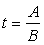 t = A/B